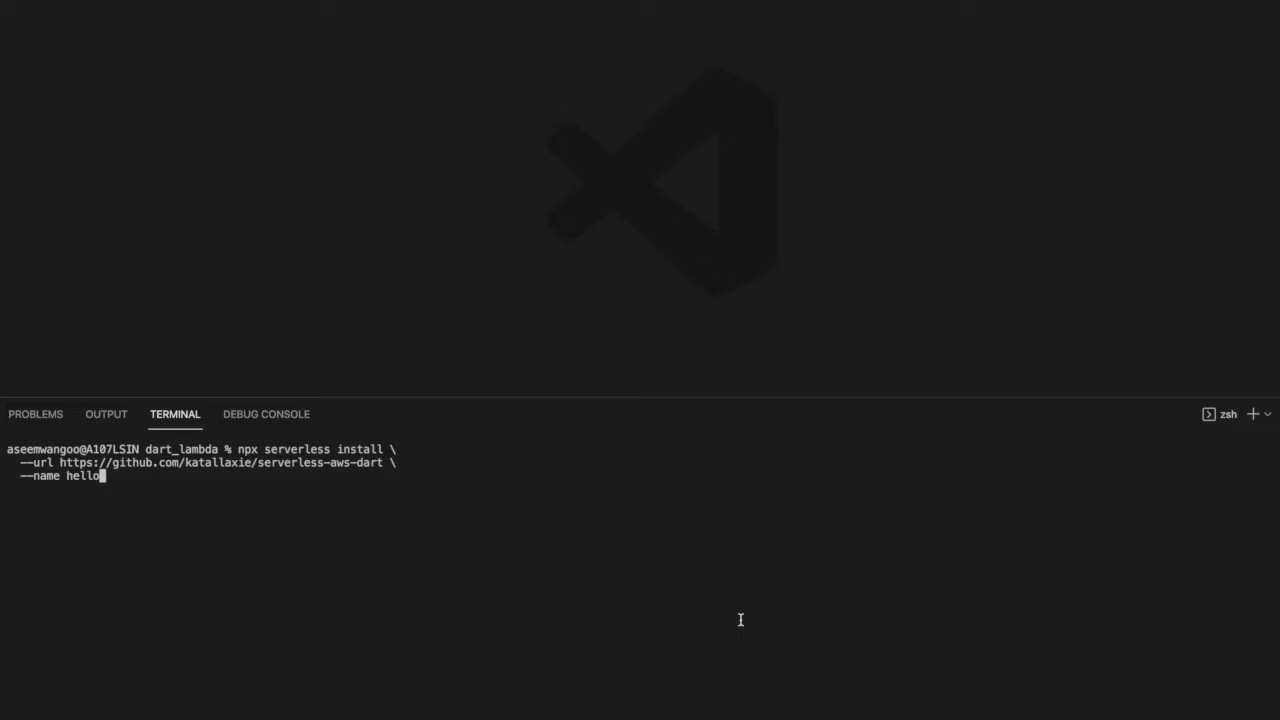 PROBLEMS OUTPUT TERMINAL DEBUG CONSOLE zsh
aseemwangoo@A107LSIN dart_lambda % npx serverless install \
--url https://github.com/katallaxie/serverless-aws-dart \
--name hello